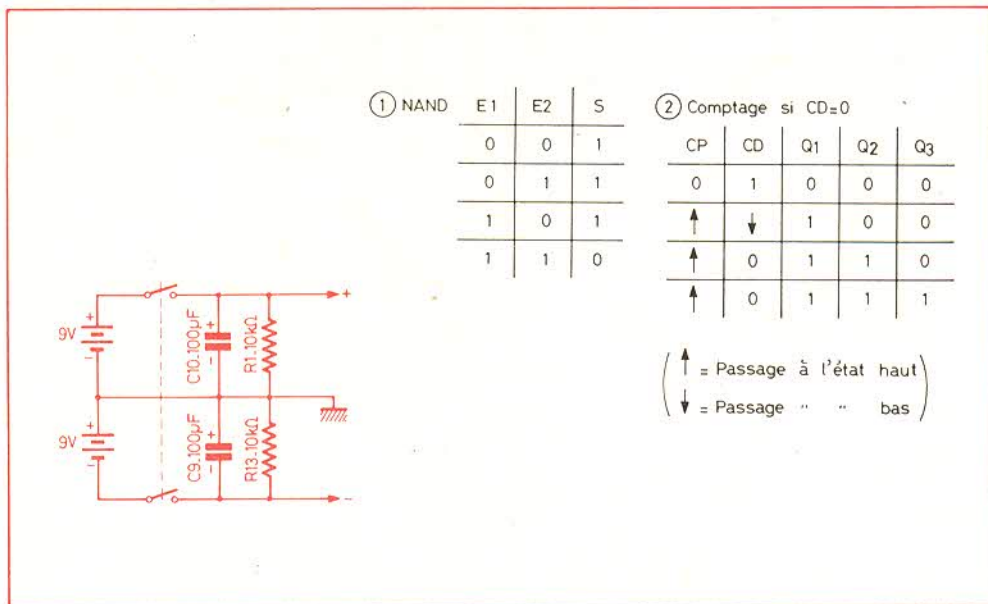 ① NAND E1 E2 S
0 0 1
0 1 1
1 0 1
1 1 0
② Comptage si CD=0
CP CD Q1 Q2 Q3
0 1 0 0 0
↑ ↓ 1 0 0
↑ 0 1 1 0
↑ 0 1 1 1
(↑ = Passage à l'état haut)
(↓ = Passage " " bas)
+
+
9V
-
+
-
C10.100µF
R1.10kΩ
+
9V
-
+
-
C9.100µF
R13.10kΩ
-